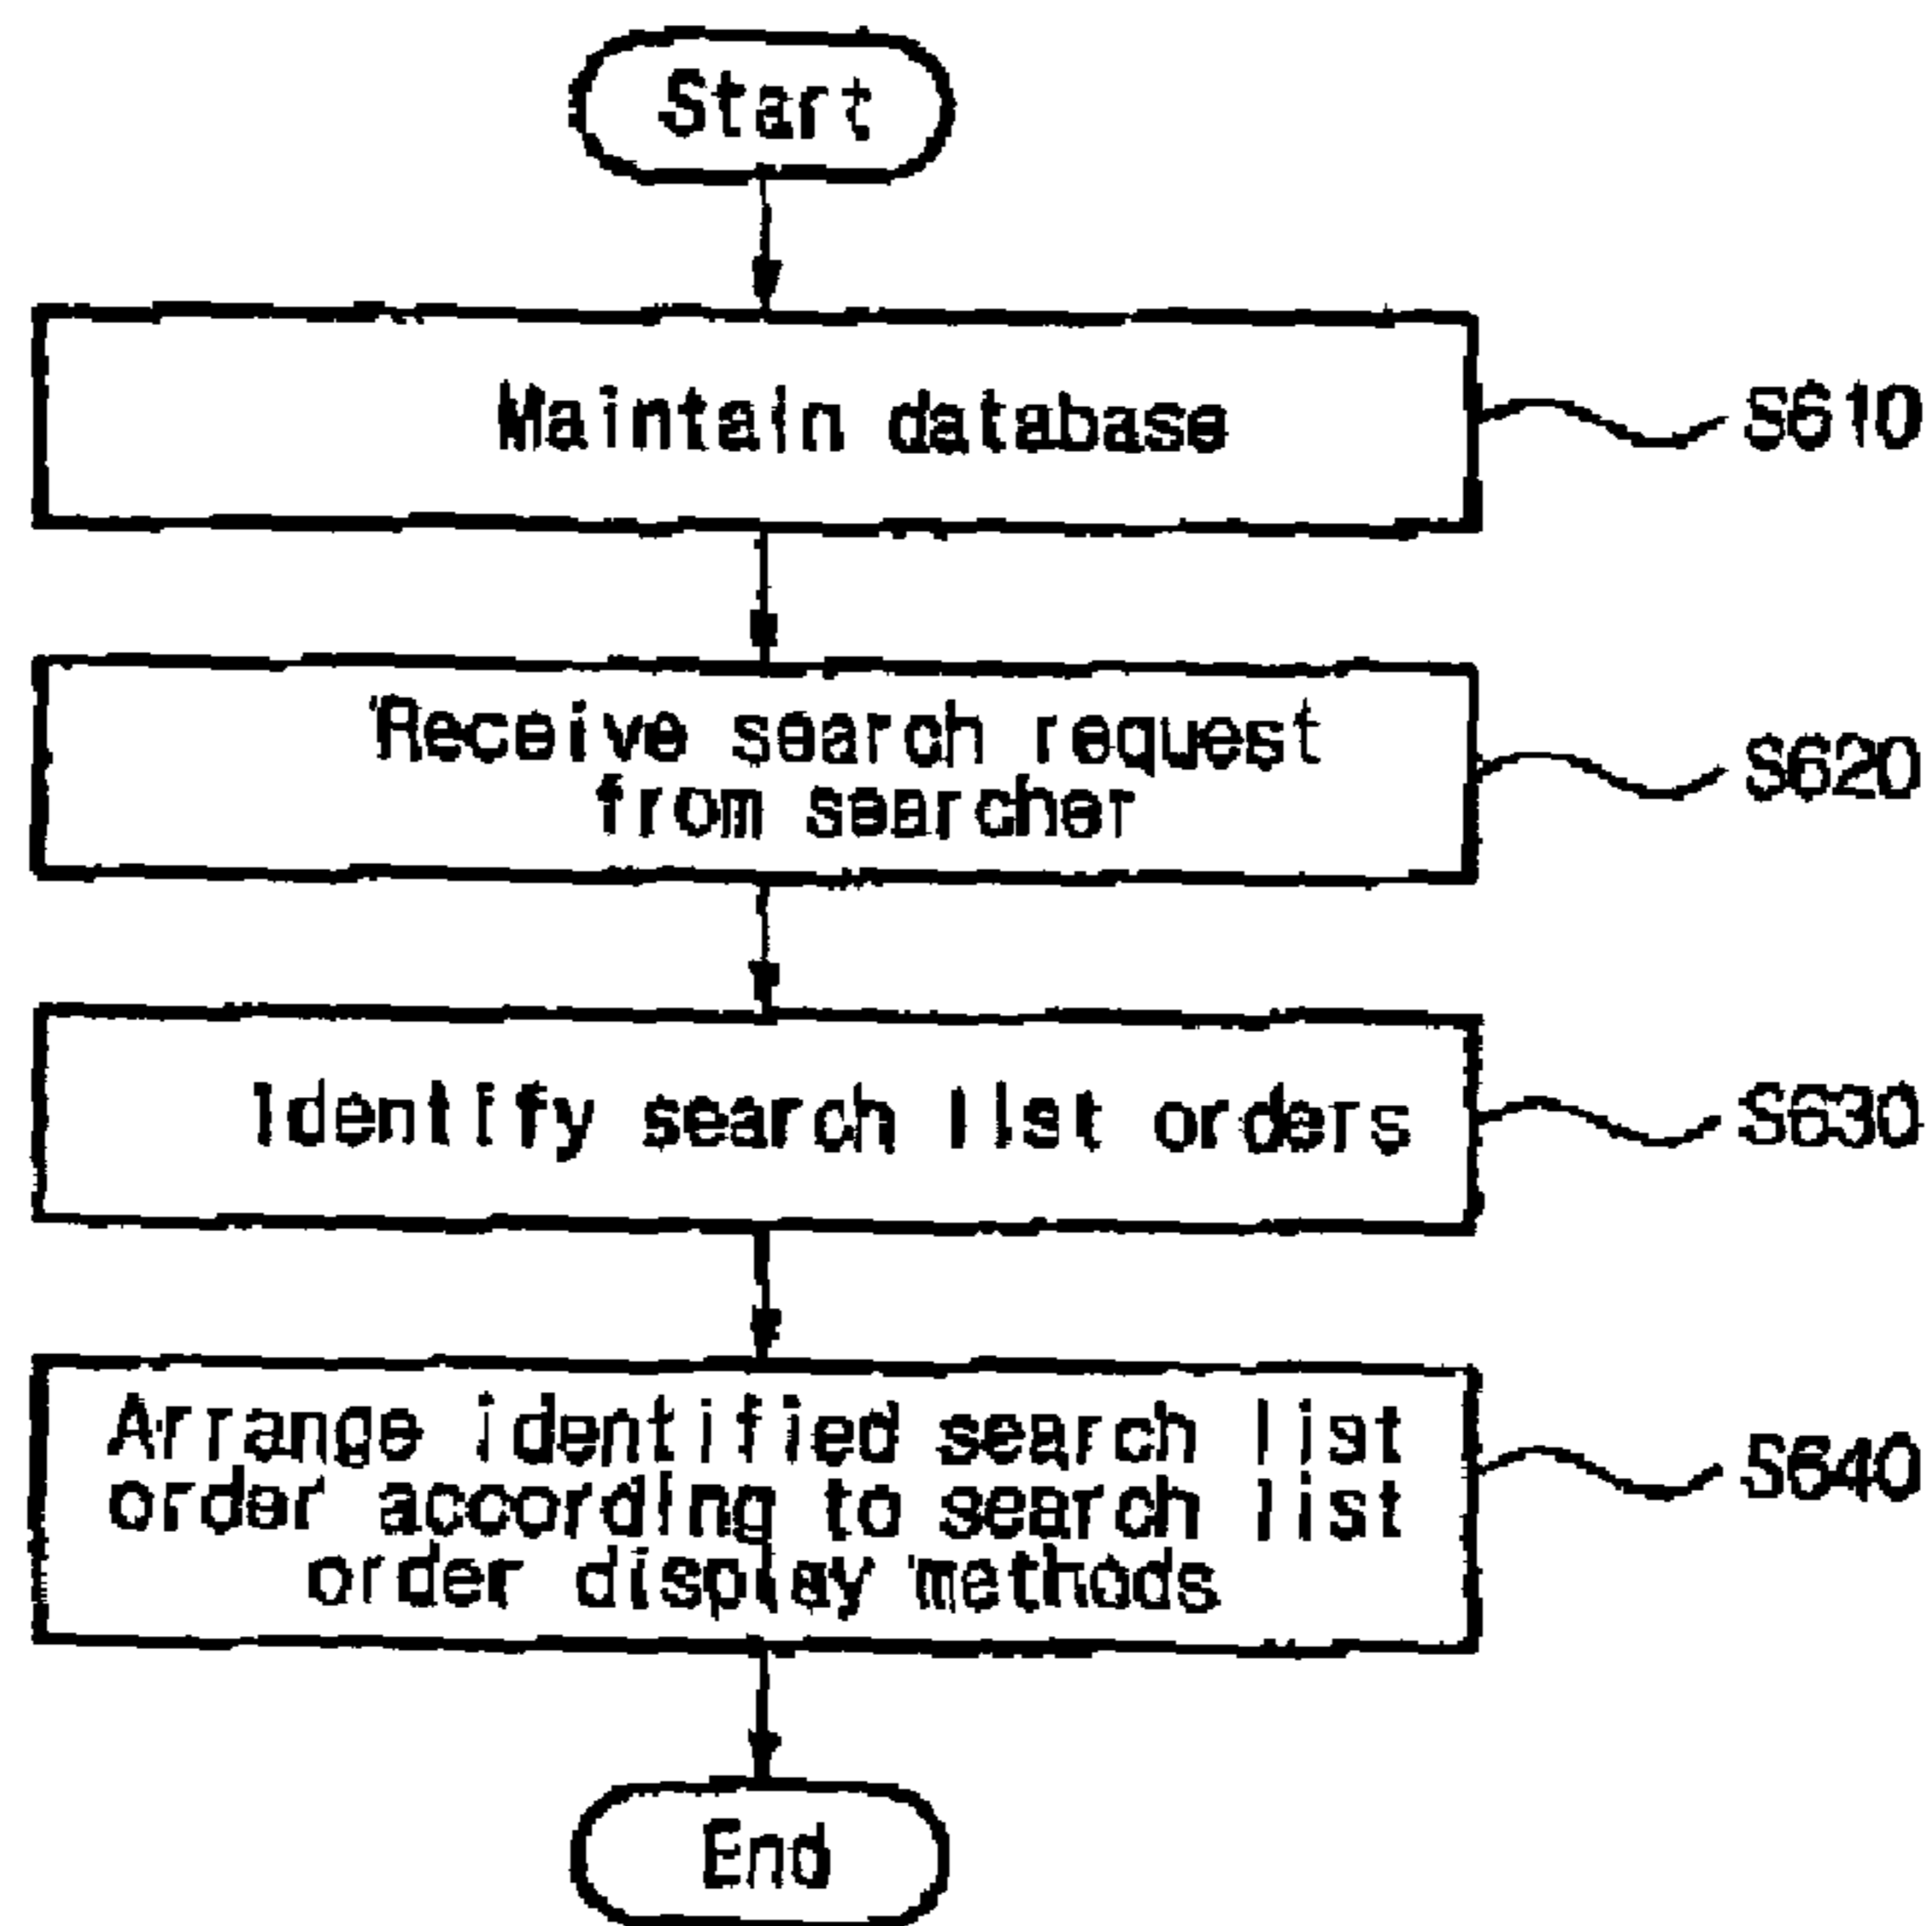 Start
Maintain database
S610
Receive search request
from searcher
S620
Identify search list orders
S630
Arrange identified search list
order according to search list
order display methods
S640
End